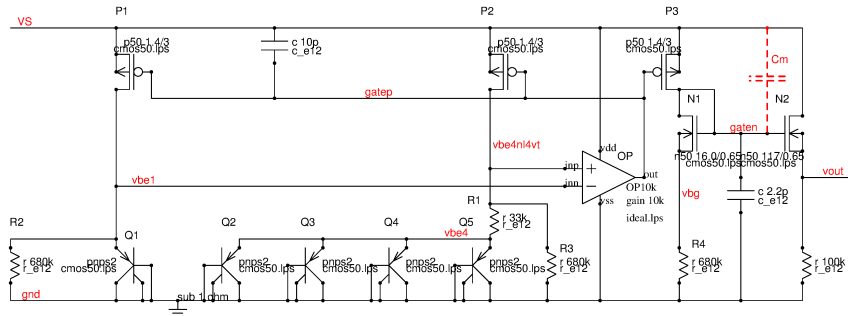 P1
P2
P3
VS
p50 1.4/3
cmos50.lps
c 10p
c_e12
p50 1.4/3
cmos50.lps
p50 1.4/3
cmos50.lps
Cm
gatep
N1
N2
gaten
vbe4nl4vt
vdd
OP
n50 16.0/0.65
n50 117/0.65
cmos50.lps
cmos50.lps
inp
out
vout
vbe1
inn
OP10k
gain 10k
ideal.lps
vss
vbg
c 2.2p
c_e12
R1
r 33k
r_e12
R2
Q1
Q2
Q3
Q4
Q5
vbe4
R3
R4
r 680k
r_e12
pnps2
cmos50.lps
pnps2
cmos50.lps
pnps2
cmos50.lps
pnps2
cmos50.lps
pnps2
cmos50.lps
r 680k
r_e12
r 680k
r_e12
r 100k
r_e12
gnd
sub 1 ohm